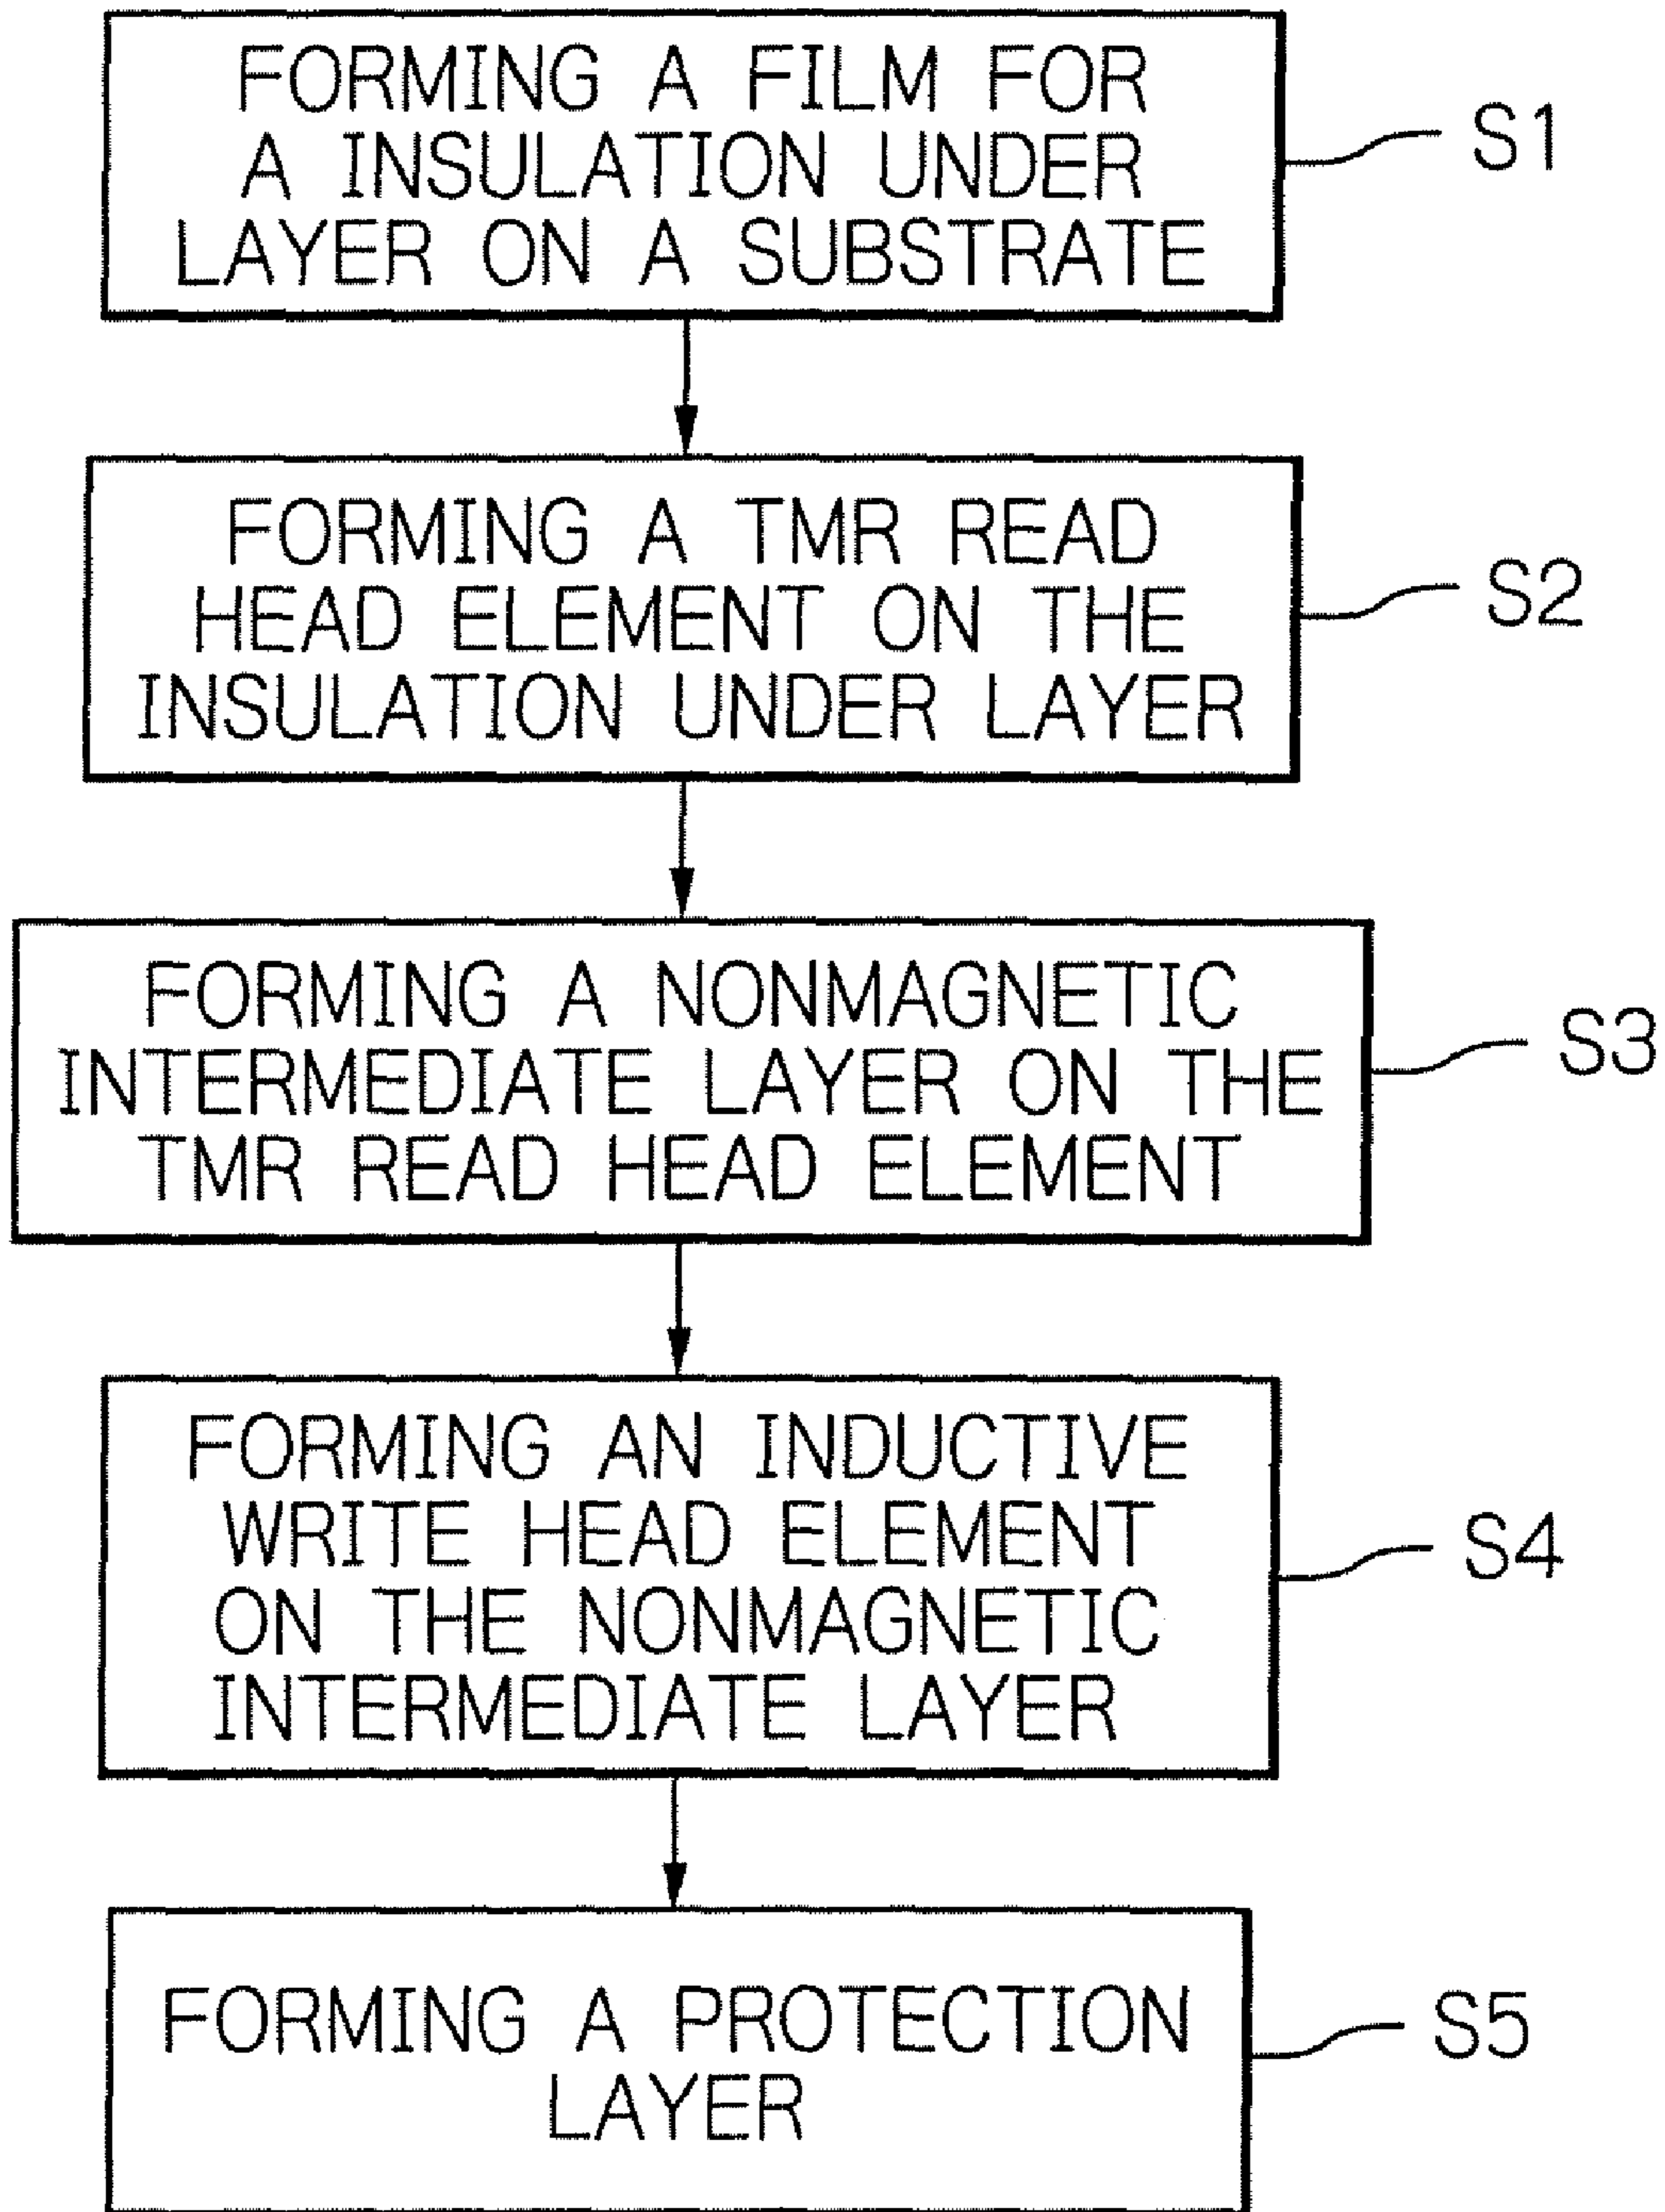 FORMING A FILM FOR
A INSULATION UNDER
LAYER ON A SUBSTRATE
S1
FORMING A TMR READ
HEAD ELEMENT ON THE
INSULATION UNDER LAYER
S2
FORMING A NONMAGNETIC
INTERMEDIATE LAYER ON THE
TMR READ HEAD ELEMENT
S3
FORMING AN INDUCTIVE
WRITE HEAD ELEMENT
ON THE NONMAGNETIC
INTERMEDIATE LAYER
S4
FORMING A PROTECTION
LAYER
S5